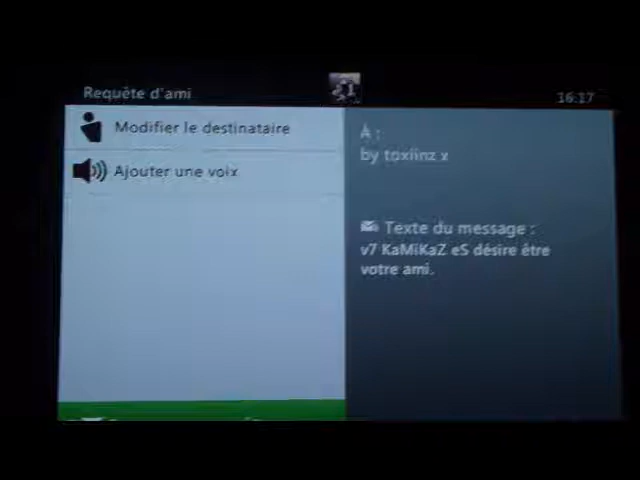 Requête d'ami
16:17
Modifier le destinataire
Ajouter une voix
À :
by toxiinz x
Texte du message :
v7 KaMiKaZ eS désire être
votre ami.